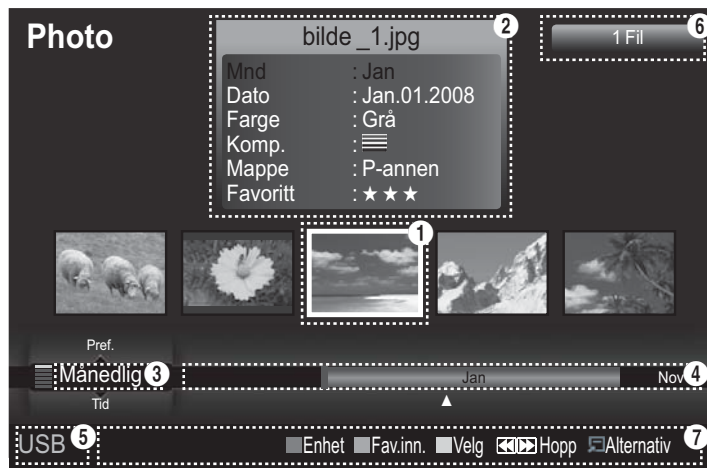 Photo
bilde _1.jpg
2
1 Fil
6
Mnd : Jan
Dato : Jan.01.2008
Farge : Grå
Komp. :
Mappe : P-annen
Favoritt : ★ ★ ★
1
Pref.
Månedlig 3
Jan
Nov 4
Tid
USB 5
Enhet Fav.inn. Velg Hopp Alternativ 7